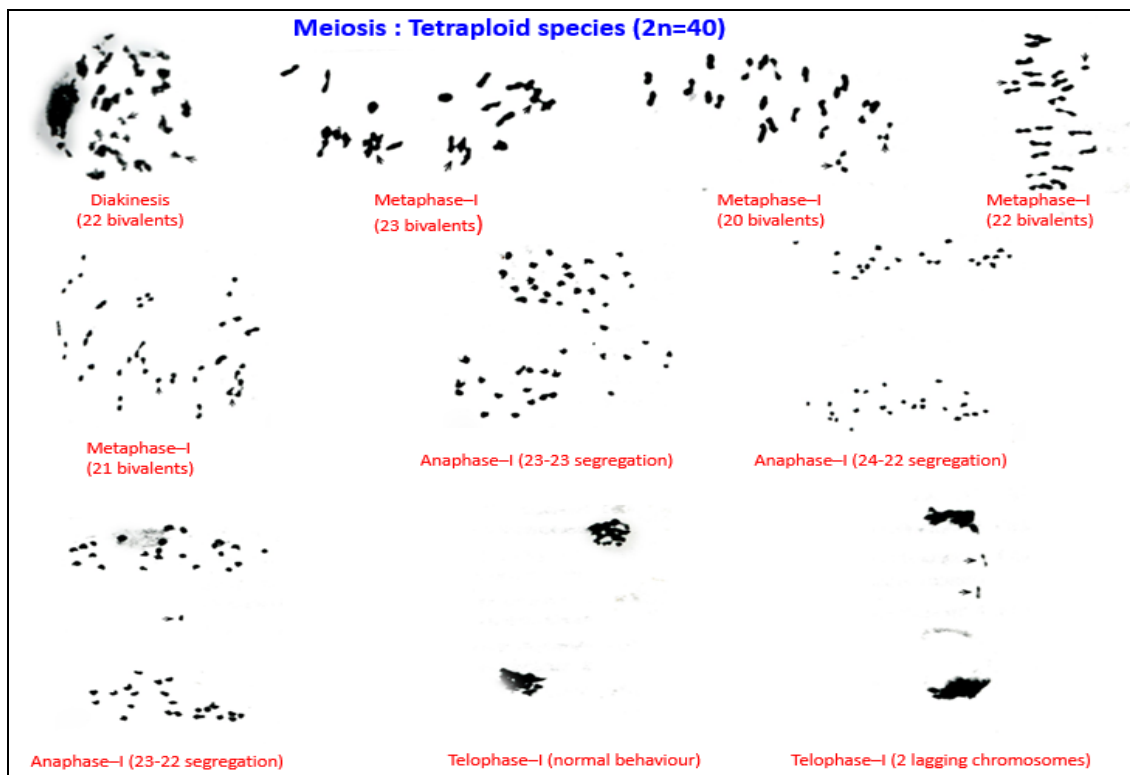 Meiosis : Tetraploid species (2n=40)
Diakinesis
(22 bivalents)
Metaphase–I
(23 bivalents)
Metaphase–I
(20 bivalents)
Metaphase–I
(22 bivalents)
Metaphase–I
(21 bivalents)
Anaphase–I (23-23 segregation)
Anaphase–I (24-22 segregation)
Anaphase–I (23-22 segregation)
Telophase–I (normal behaviour)
Telophase–I (2 lagging chromosomes)